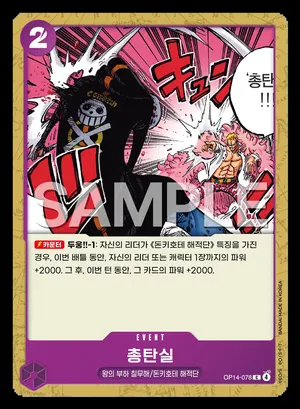 2
'총탄
!!
SAMPLE
카운터 두웅!!-1: 자신의 리더가 《돈키호테 해적단》 특징을 가진
경우, 이번 배틀 동안, 자신의 리더 또는 캐릭터 1장까지의 파워
+2000. 그 후, 이번 턴 동안, 그 카드의 파워 +2000.
EVENT
총탄실
왕의 부하 칠무해/돈키호테 해적단
OP14-078